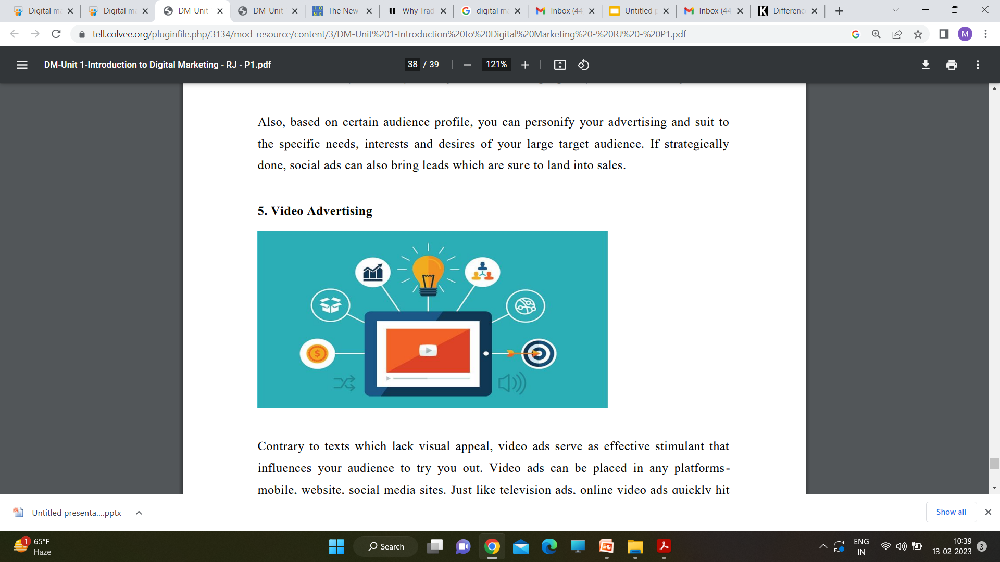 Digital ma
Digital ma
DM-Unit
DM-Unit
The New
Why Trad
digital ma
Inbox (44
Untitled p
Inbox (44
Differenc
tell.colvee.org/pluginfile.php/3134/mod_resource/content/3/DM-Unit%201-Introduction%20to%20Digital%20Marketing%20-%20RJ%20-%20P1.pdf
M
DM-Unit 1-Introduction to Digital Marketing - RJ - P1.pdf
38 / 39
121%
Also, based on certain audience profile, you can personify your advertising and suit to
the specific needs, interests and desires of your large target audience. If strategically
done, social ads can also bring leads which are sure to land into sales.
5. Video Advertising
$
Contrary to texts which lack visual appeal, video ads serve as effective stimulant that
influences your audience to try you out. Video ads can be placed in any platforms-
mobile, website, social media sites. Just like television ads, online video ads quickly hit
Untitled presenta....pptx
Show all
1
65°F
Haze
Search
ENG
IN
10:39
13-02-2023
3